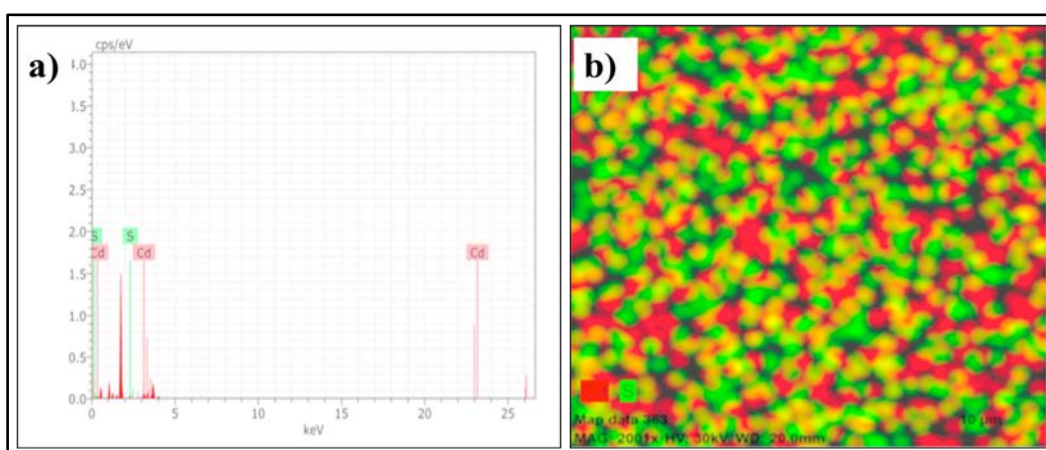 a)
cps/eV
4.0
3.5
3.0
2.5
2.0
1.5
1.0
0.5
0.0
S
Cd
S
Cd
Cd
0 5 10 15 20 25
keV
b)
S
Map data 363
10 µm
MAG: 2001x HV: 30kV WD: 20.0mm